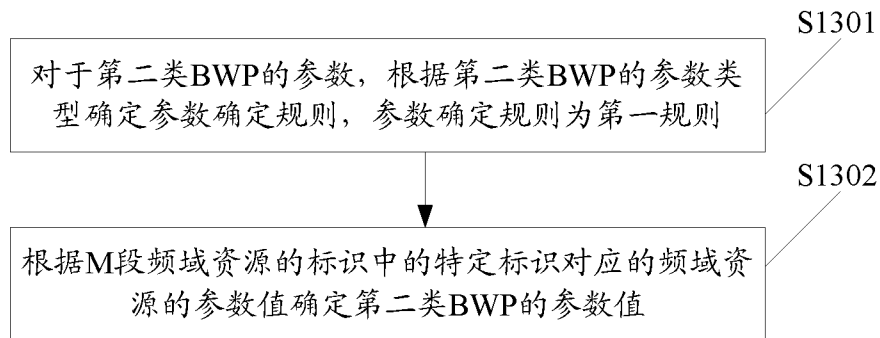 S1301
对于第二类BWP的参数，根据第二类BWP的参数类
型确定参数确定规则，参数确定规则为第一规则
S1302
根据M段频域资源的标识中的特定标识对应的频域资
源的参数值确定第二类BWP的参数值